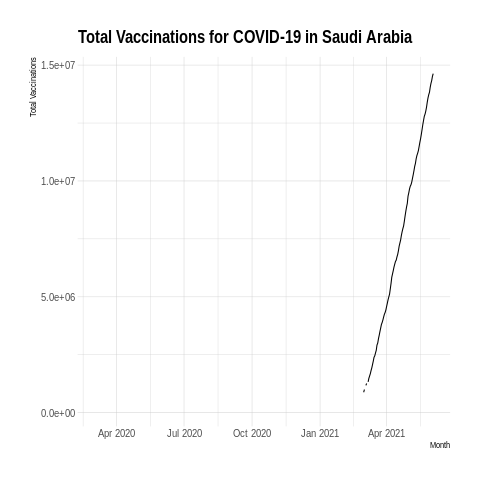 Total Vaccinations for COVID-19 in Saudi Arabia
Total Vaccinations
1.5e+07
1.0e+07
5.0e+06
0.0e+00
Apr 2020 Jul 2020 Oct 2020 Jan 2021 Apr 2021
Month